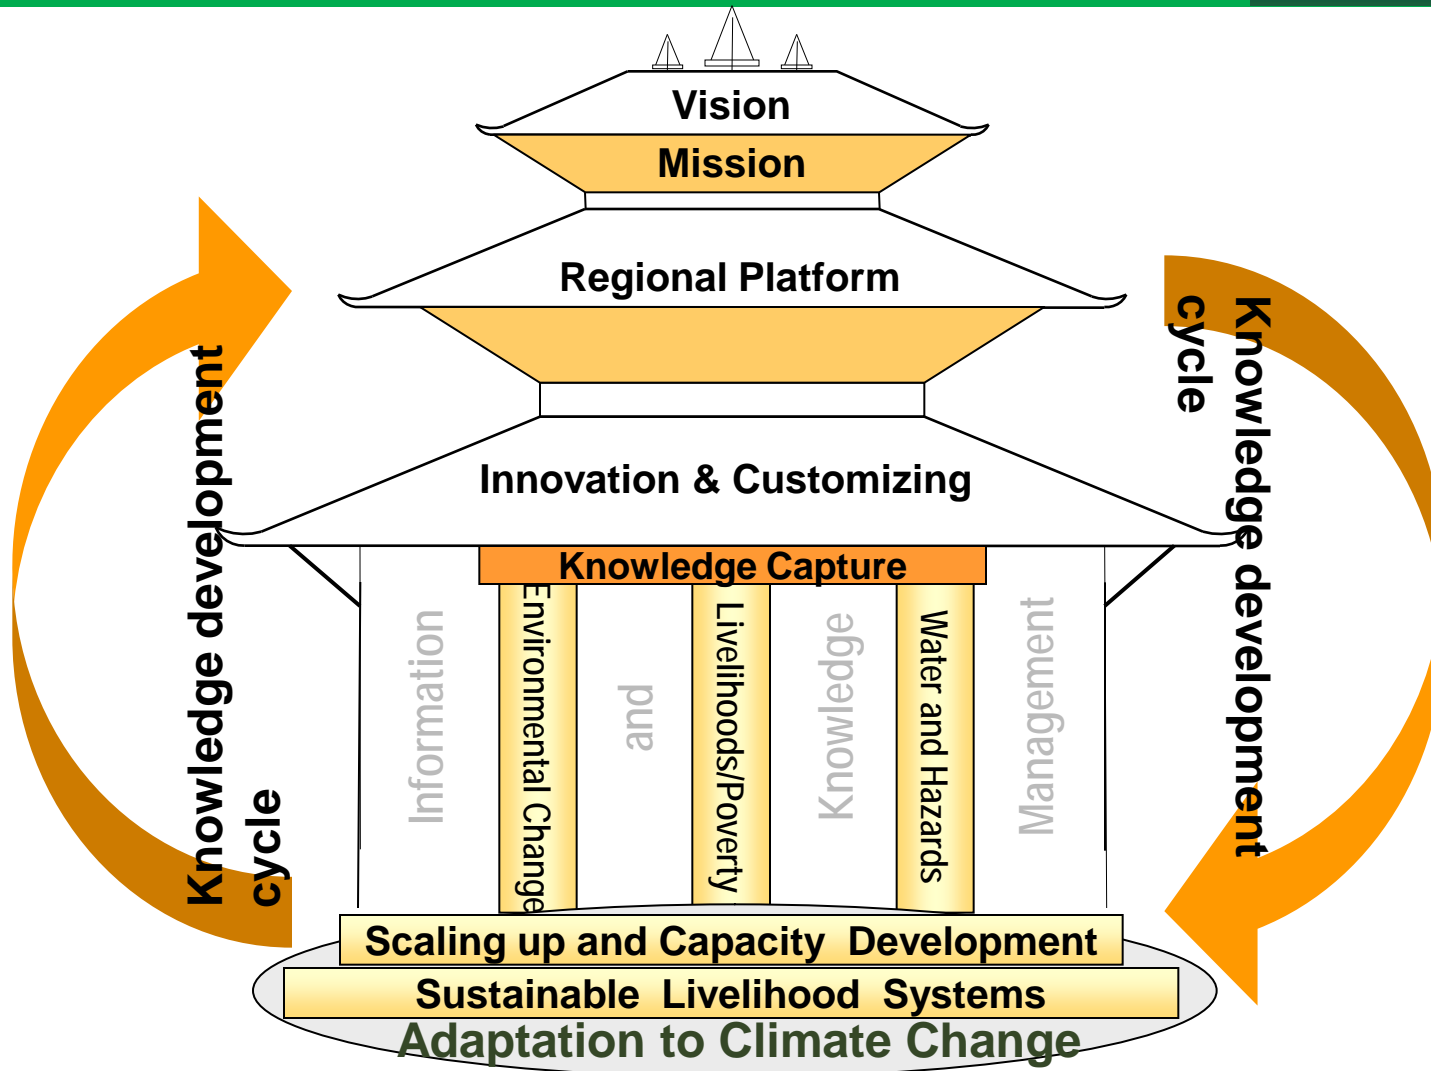 Vision
Mission
Regional Platform
Innovation & Customizing
Knowledge Capture
Knowledge development
cycle
Information
Environmental Change
and
Livelihoods/Poverty
Knowledge
Water and Hazards
Management
Knowledge development
cycle
Scaling up and Capacity Development
Sustainable Livelihood Systems
Adaptation to Climate Change